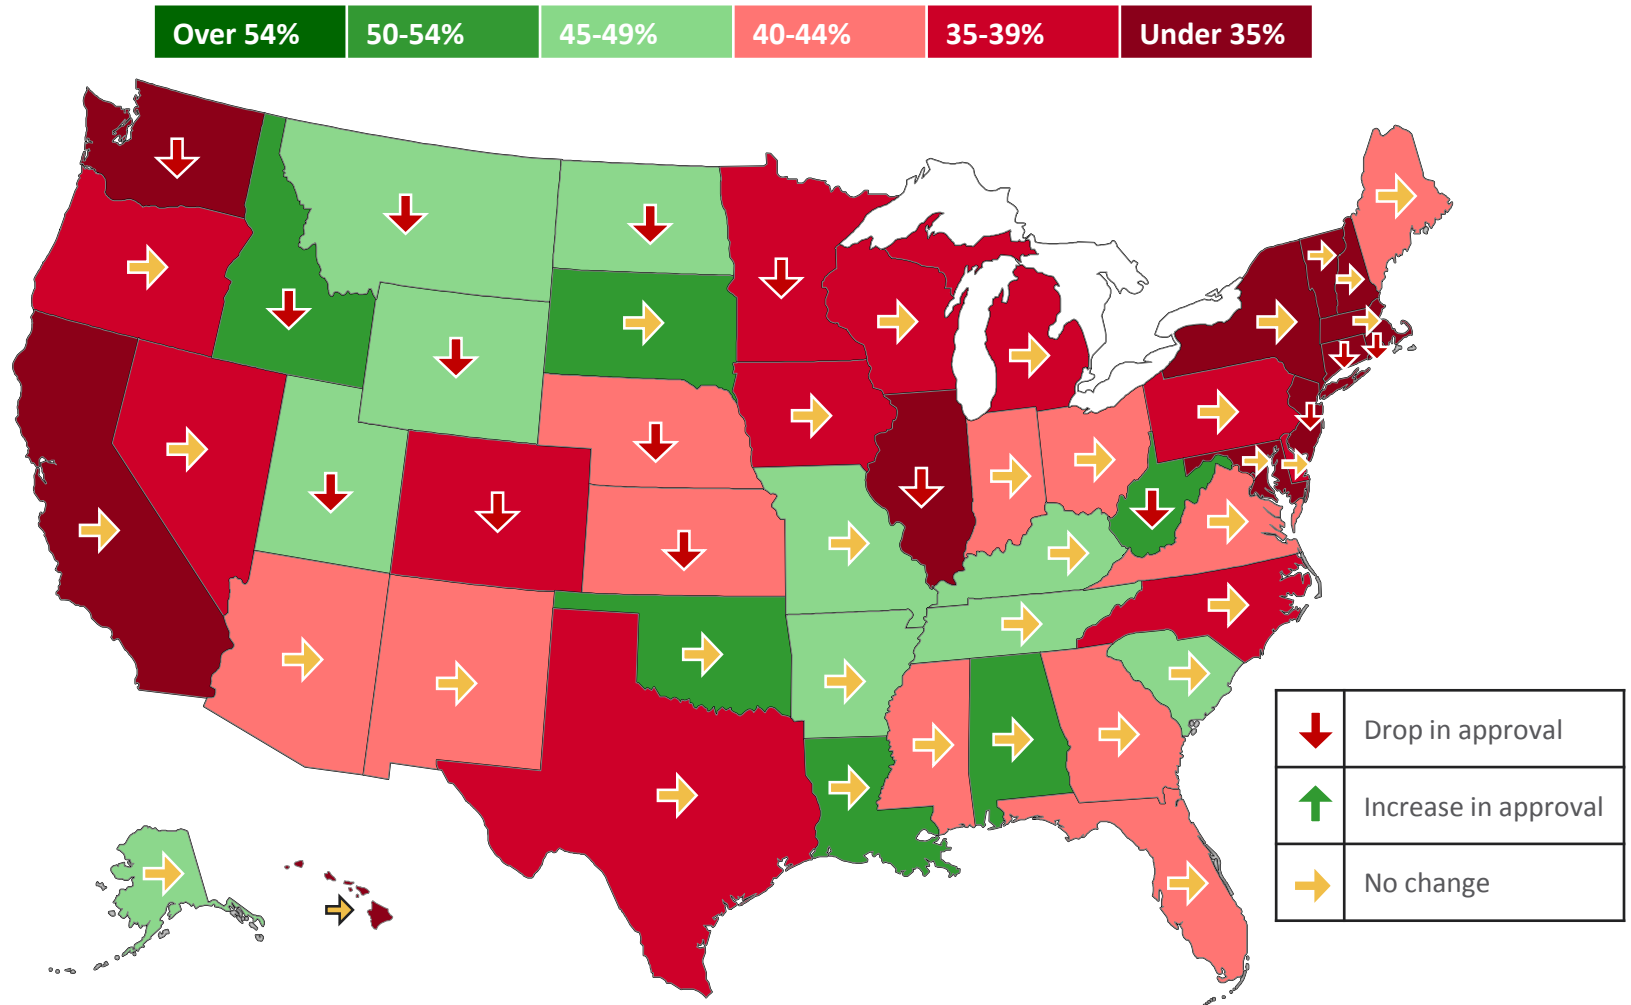 Over 54%
50-54%
45-49%
40-44%
35-39%
Under 35%
Drop in approval
Increase in approval
No change